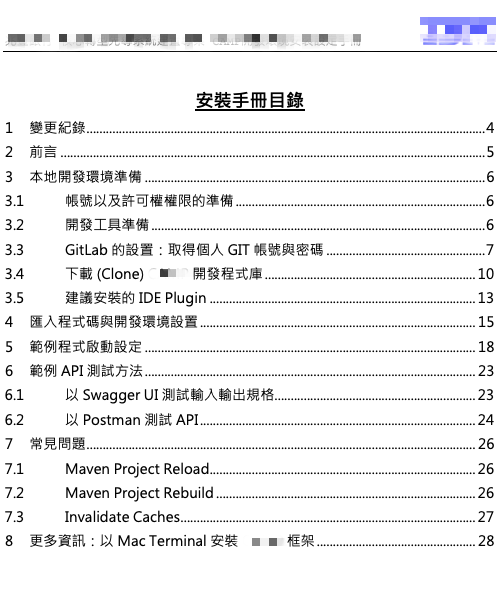 安裝手冊目錄
1 變更紀錄 4
2 前言 5
3 本地開發環境準備 6
3.1 帳號以及許可權權限的準備 6
3.2 開發工具準備 6
3.3 GitLab 的設置：取得個人 GIT 帳號與密碼 7
3.4 下載 (Clone) 開發程式庫 10
3.5 建議安裝的 IDE Plugin 13
4 匯入程式碼與開發環境設置 15
5 範例程式啟動設定 18
6 範例 API 測試方法 23
6.1 以 Swagger UI 測試輸入輸出規格 23
6.2 以 Postman 測試 API 24
7 常見問題 26
7.1 Maven Project Reload 26
7.2 Maven Project Rebuild 26
7.3 Invalidate Caches 27
8 更多資訊：以 Mac Terminal 安裝 框架 28